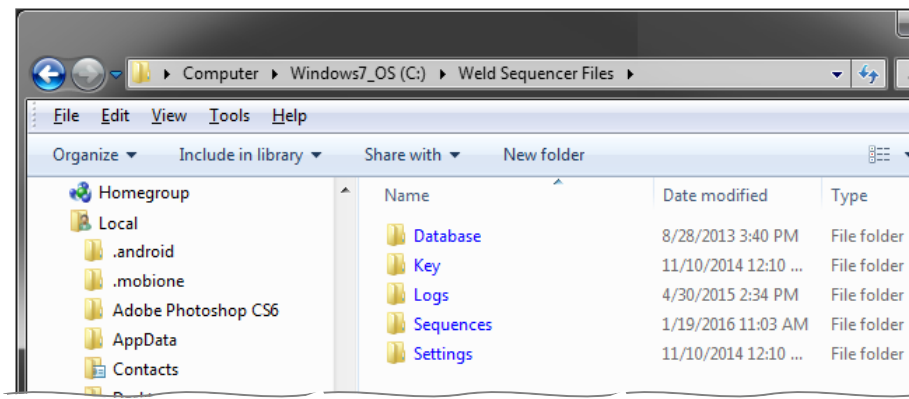 Computer Windows7_OS (C:) Weld Sequencer Files
File Edit View Tools Help
Organize Include in library Share with New folder
Homegroup
Local
.android
.mobione
Adobe Photoshop CS6
AppData
Contacts
Name Date modified Type
Database 8/28/2013 3:40 PM File folder
Key 11/10/2014 12:10 ... File folder
Logs 4/30/2015 2:34 PM File folder
Sequences 1/19/2016 11:03 AM File folder
Settings 11/10/2014 12:10 ... File folder